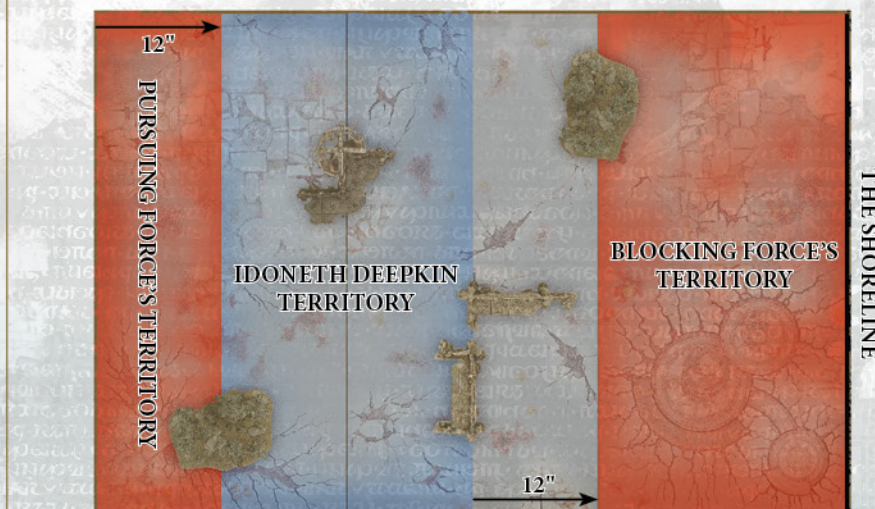 12"
PURSUING FORCE'S TERRITORY
IDONETH DEEPKIN
TERRITORY
BLOCKING FORCE'S
TERRITORY
THE SHORELINE
12"